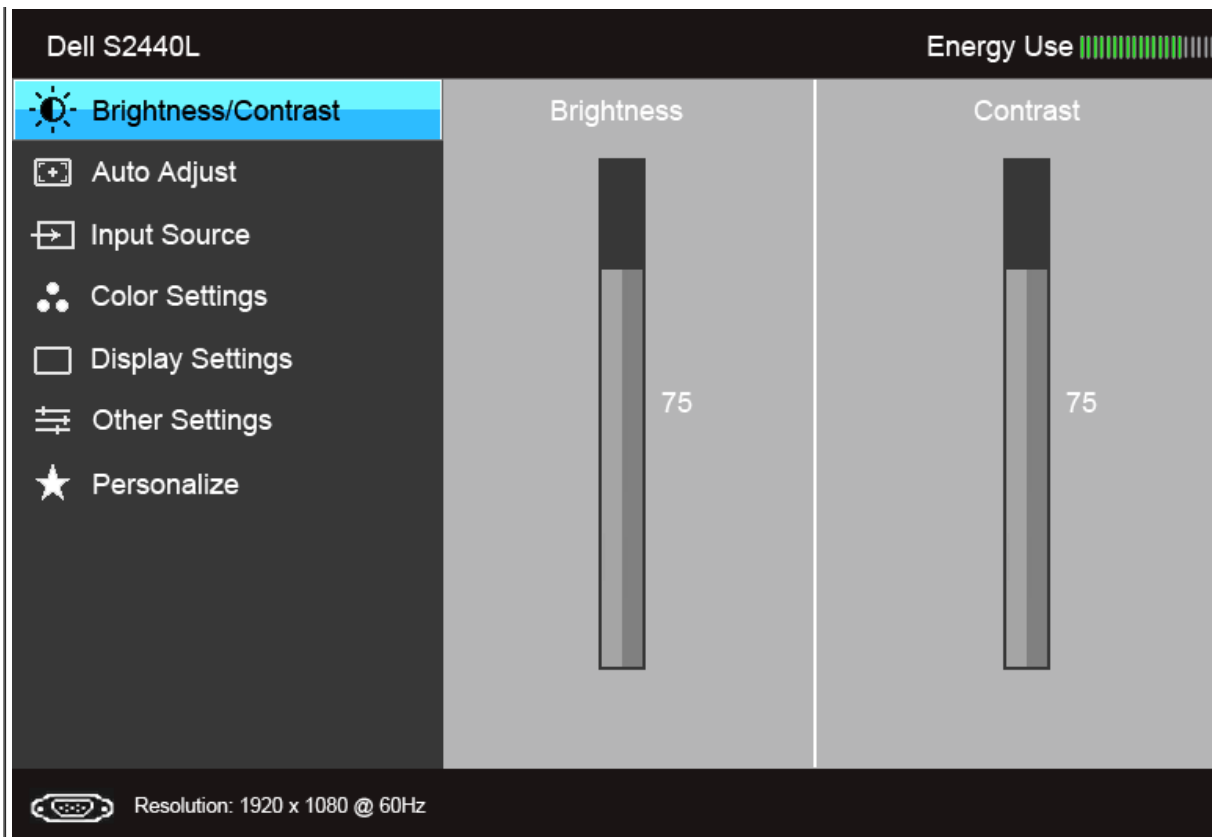 Dell S2440L
Energy Use
Brightness/Contrast
Auto Adjust
Input Source
Color Settings
Display Settings
Other Settings
Personalize
Brightness
75
Contrast
75
Resolution: 1920 x 1080 @ 60Hz